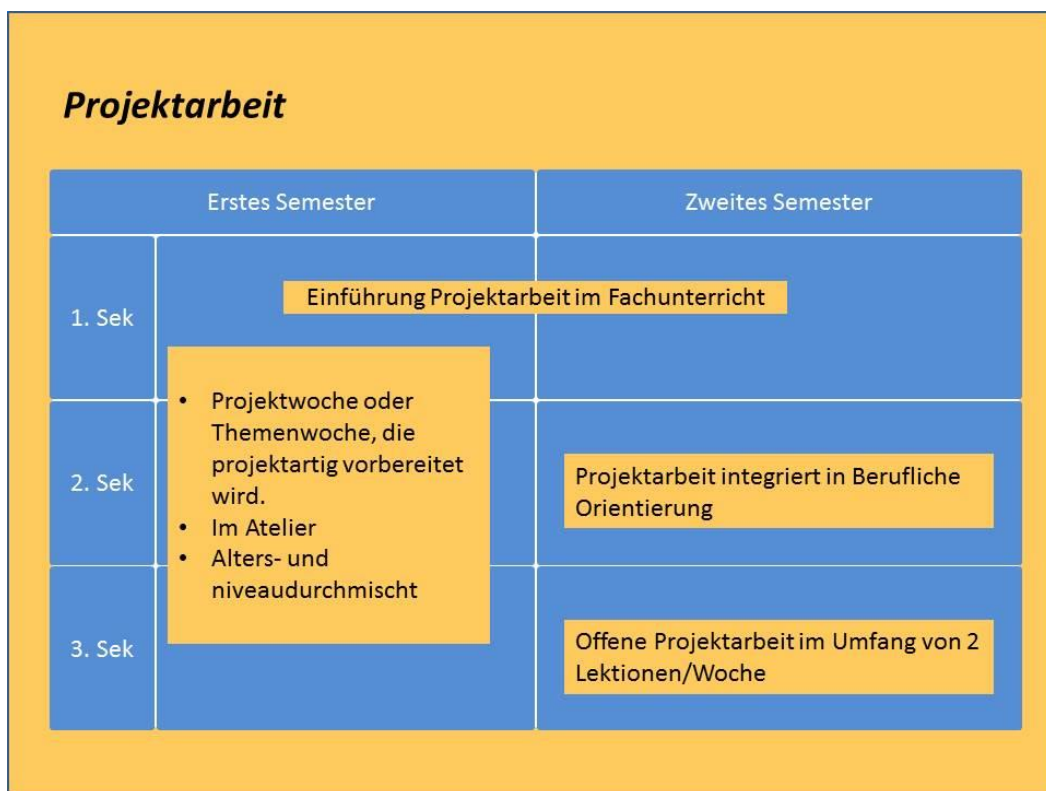 Projektarbeit
Erstes Semester
Zweites Semester
1. Sek
Einführung Projektarbeit im Fachunterricht
2. Sek
• Projektwoche oder
Themenwoche, die
projektartig vorbereitet
wird.
• Im Atelier
• Alters- und
niveaudurchmischt
Projektarbeit integriert in Berufliche
Orientierung
3. Sek
Offene Projektarbeit im Umfang von 2
Lektionen/Woche